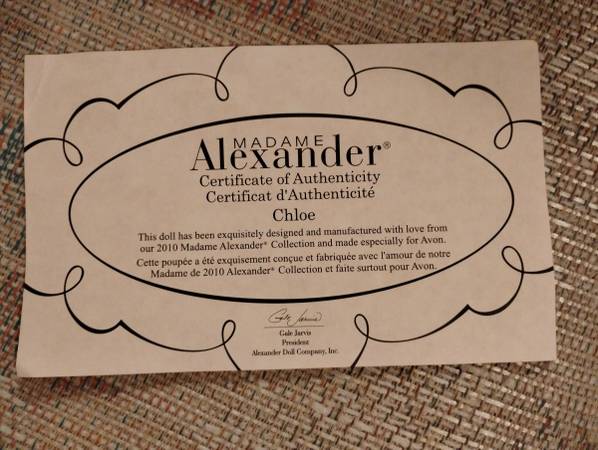 MADAME
Alexander®
Certificate of Authenticity
Certificat d'Authenticité
Chloe
This doll has been exquisitely designed and manufactured with love from
our 2010 Madame Alexander® Collection and made especially for Avon.
Cette poupée a été exquisement conçue et fabriquée avec l'amour de notre
Madame de 2010 Alexander® Collection et faite surtout pour Avon.
Gale Jarvis
Gale Jarvis
President
Alexander Doll Company, Inc.